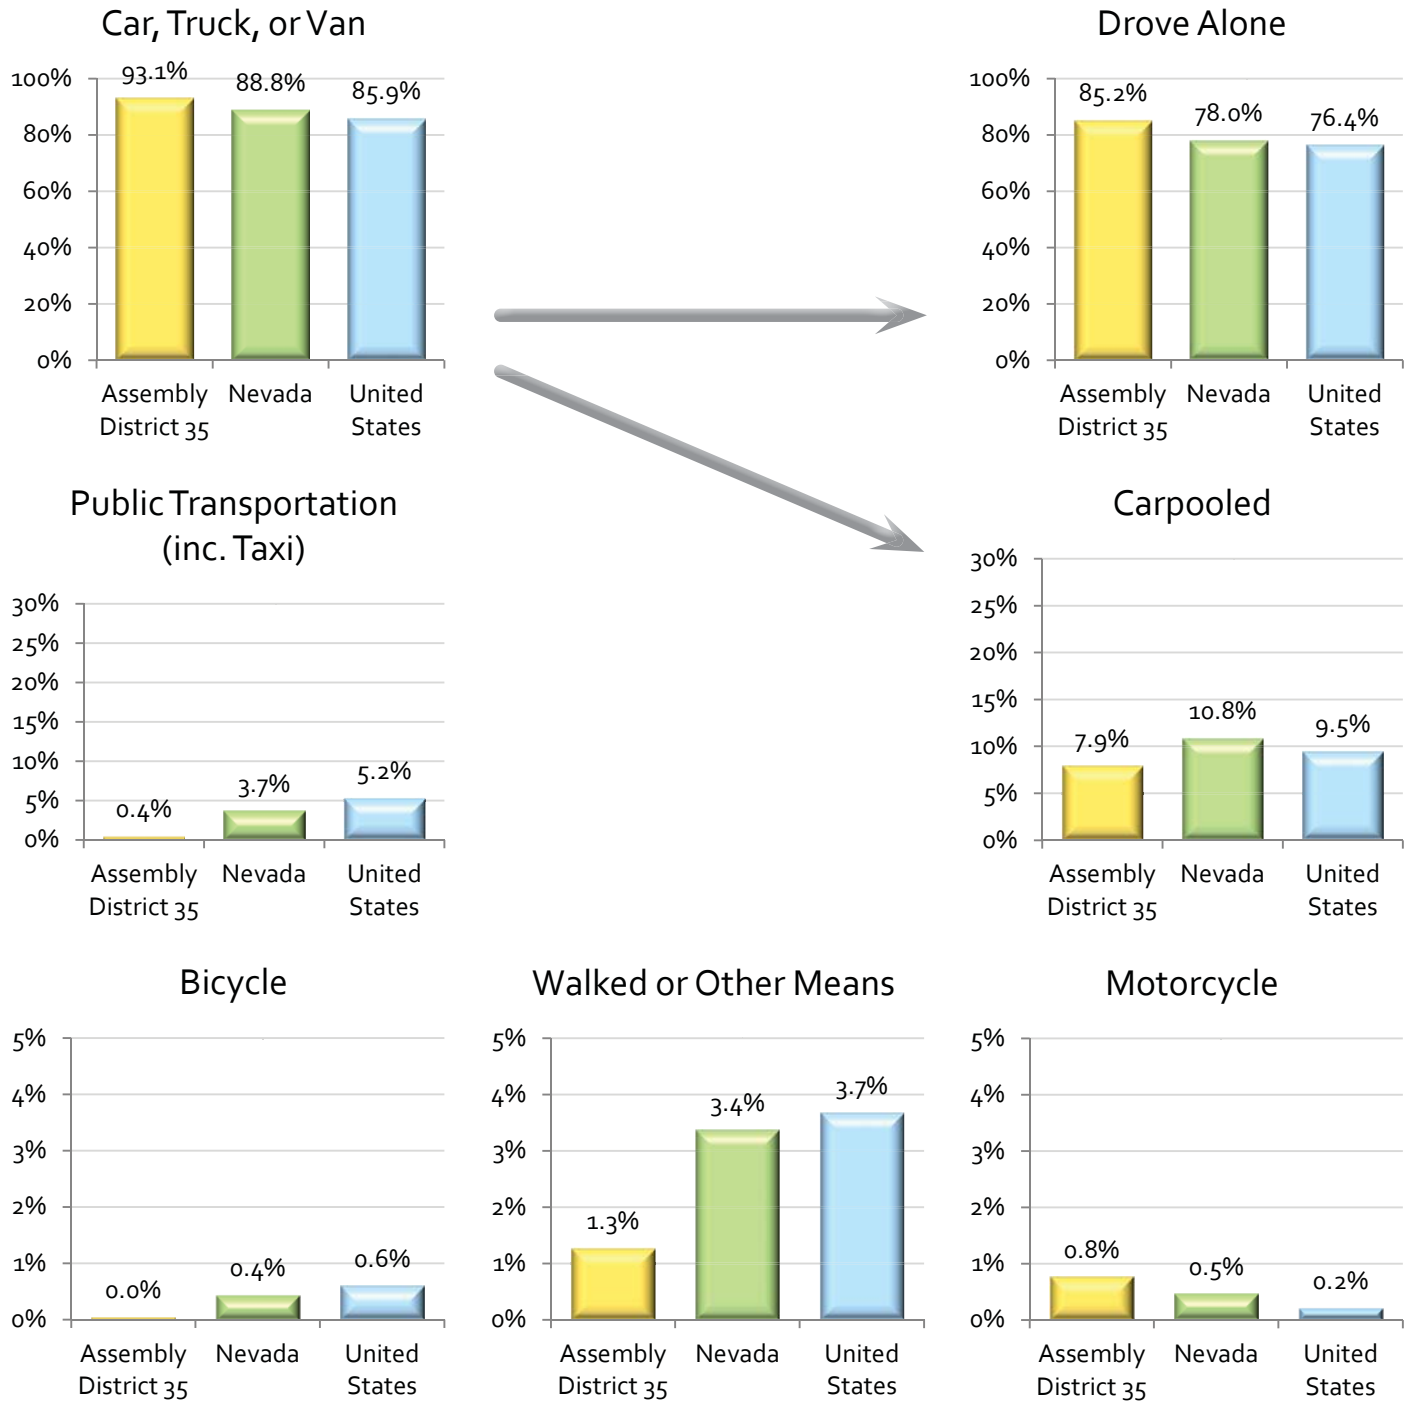 Car, Truck, or Van
100%
80%
60%
40%
20%
0%
93.1%
88.8%
85.9%
Assembly
District 35
Nevada
United
States
Drove Alone
100%
80%
60%
40%
20%
0%
85.2%
78.0%
76.4%
Assembly
District 35
Nevada
United
States
Public Transportation
(inc. Taxi)
30%
25%
20%
15%
10%
5%
0%
0.4%
3.7%
5.2%
Assembly
District 35
Nevada
United
States
Carpooled
30%
25%
20%
15%
10%
5%
0%
7.9%
10.8%
9.5%
Assembly
District 35
Nevada
United
States
Bicycle
5%
4%
3%
2%
1%
0%
0.0%
0.4%
0.6%
Assembly
District 35
Nevada
United
States
Walked or Other Means
5%
4%
3%
2%
1%
0%
1.3%
3.4%
3.7%
Assembly
District 35
Nevada
United
States
Motorcycle
5%
4%
3%
2%
1%
0%
0.8%
0.5%
0.2%
Assembly
District 35
Nevada
United
States